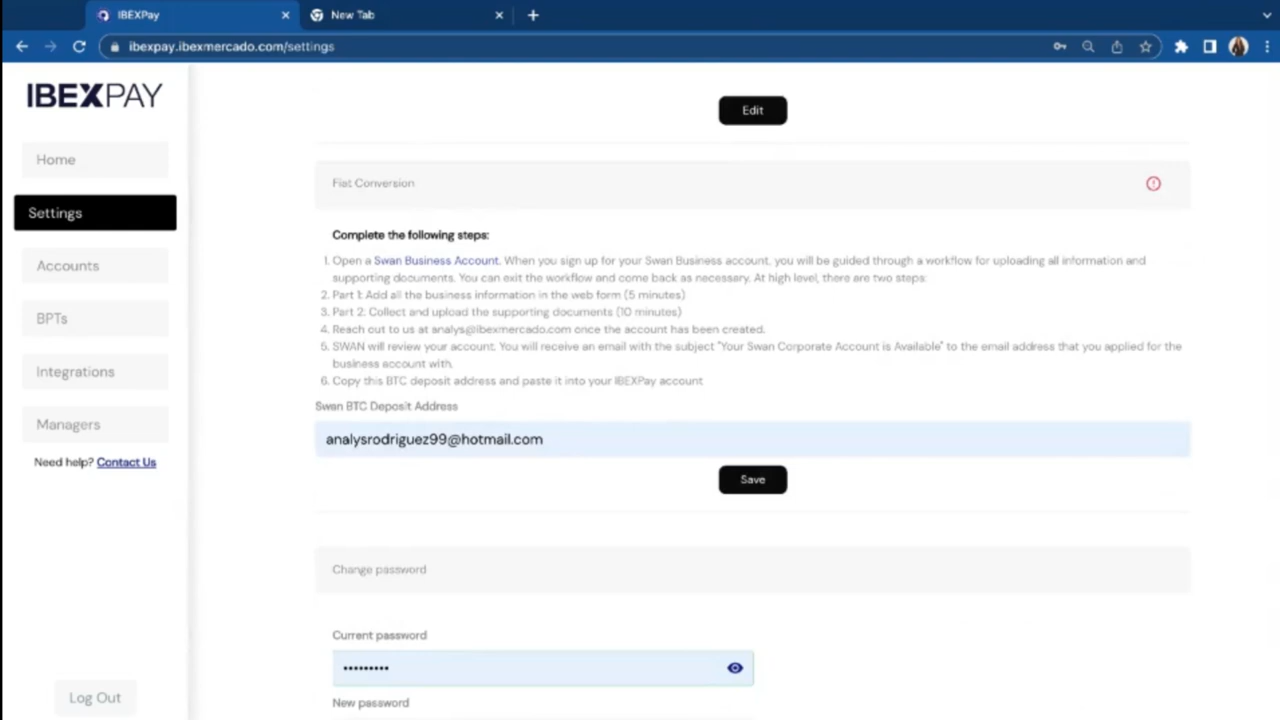 IBEXPay
New Tab
ibexpay.ibexmercado.com/settings
IBEXPAY
Home
Settings
Accounts
BPTs
Integrations
Managers
Need help? Contact Us
Log Out
Edit
Fiat Conversion
Complete the following steps:
1. Open a Swan Business Account. When you sign up for your Swan Business account, you will be guided through a workflow for uploading all information and
supporting documents. You can exit the workflow and come back as necessary. At high level, there are two steps:
2. Part 1: Add all the business information in the web form (5 minutes)
3. Part 2: Collect and upload the supporting documents (10 minutes)
4. Reach out to us at analys@ibexmercado.com once the account has been created.
5. SWAN will review your account. You will receive an email with the subject "Your Swan Corporate Account is Available" to the email address that you applied for the
business account with.
6. Copy this BTC deposit address and paste it into your IBEXPay account
Swan BTC Deposit Address
analysrodriguez99@hotmail.com
Save
Change password
Current password
•••••••••
New password